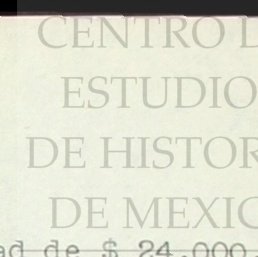 CENTRO
ESTUDIO
DE HISTOR
DE MEXIC
ad de $ 24.000.